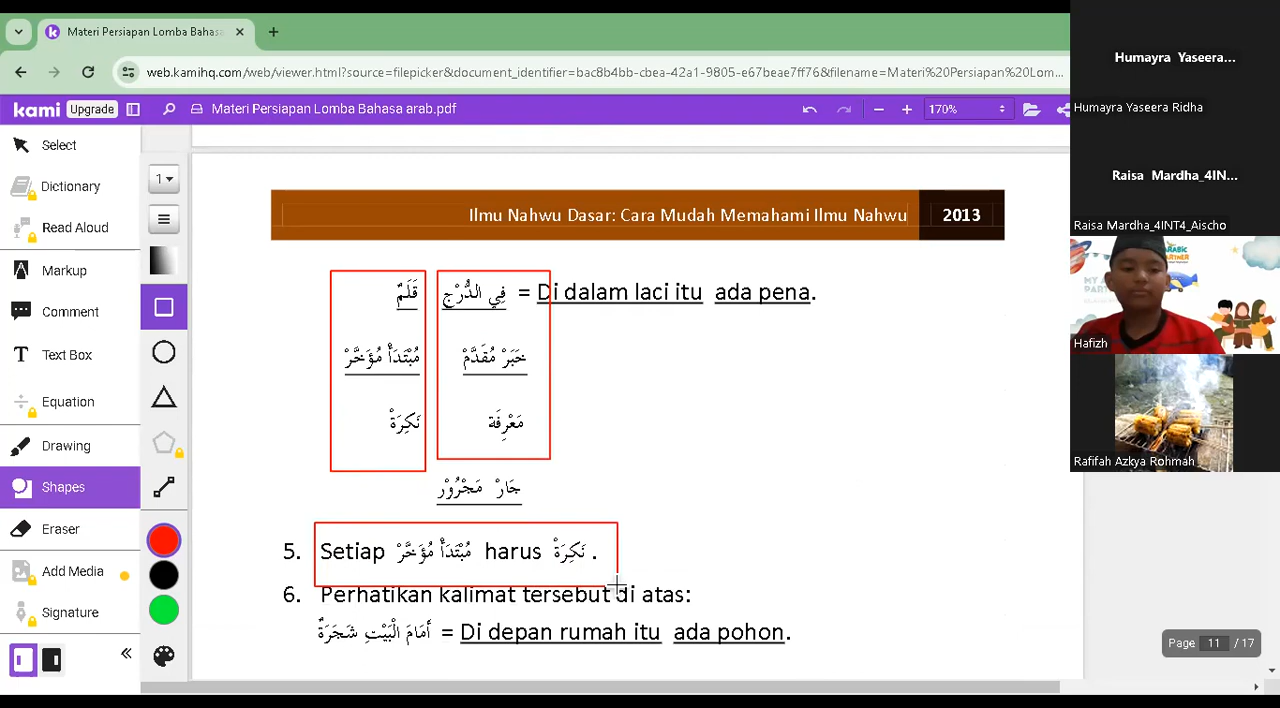 Materi Persiapan Lomba Bahasa
web.kamihq.com/web/viewer.html?source=filepicker&document_identifier=bac8b4bb-cbea-42a1-9805-e67beae7ff76&filename=Materi%20Persiapan%20Lom...
kami Upgrade Materi Persiapan Lomba Bahasa arab.pdf 170%
Select
Dictionary
Read Aloud
Markup
Comment
Text Box
Equation
Drawing
Shapes
Eraser
Add Media
Signature
1
Ilmu Nahwu Dasar: Cara Mudah Memahami Ilmu Nahwu 2013
فِي الدُّرْجِ قَلَمٌ = Di dalam laci itu ada pena.
خَبَرْ مُقَدَّمْ مُبْتَدَأْ مُؤَخَّرْ
مَعْرِفَة نَكِرَةْ
جَارْ مَجْرُوْر
5. Setiap مُبْتَدَأْ مُؤَخَّرْ harus نَكِرَةْ .
6. Perhatikan kalimat tersebut di atas:
أَمَامَ الْبَيْتِ شَجَرَةٌ = Di depan rumah itu ada pohon.
Page 11 / 17
Humayra Yaseera...
Humayra Yaseera Ridha
Raisa Mardha_4IN...
Raisa Mardha_4INT4_Aischo
Hafizh
Rafifah Azkya Rohmah